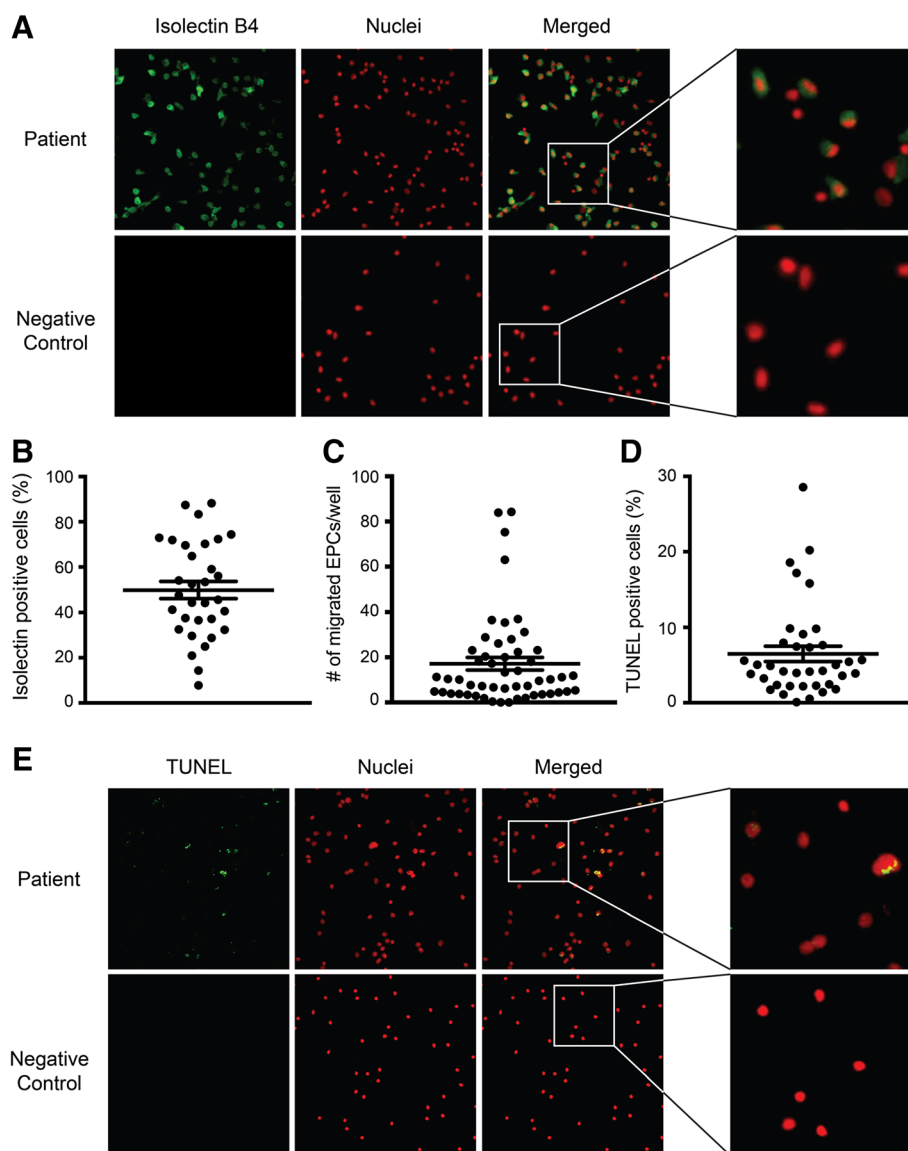 A
Isolectin B4 Nuclei Merged
Patient
Negative
Control
B
Isolectin positive cells (%)
100
80
60
40
20
0
C
# of migrated EPCs/well
100
80
60
40
20
0
D
TUNEL positive cells (%)
30
20
10
0
E
TUNEL Nuclei Merged
Patient
Negative
Control